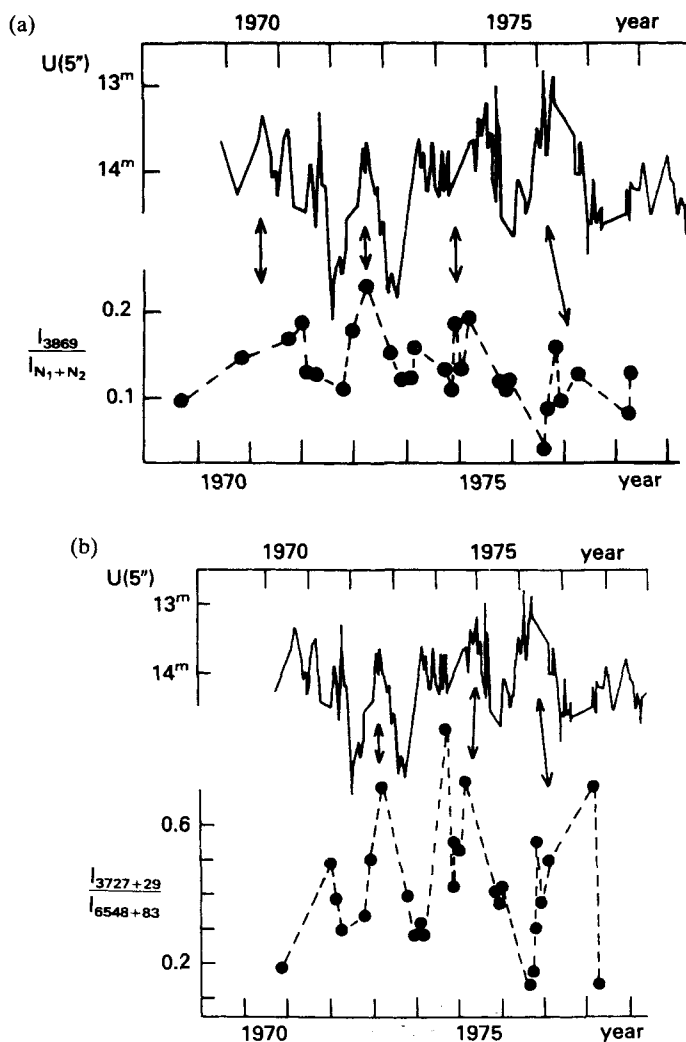 (a)
1970 1975 year
U(5")
13m
14m
0.2
I3869
IN1+N2
0.1
1970 1975 year
(b)
1970 1975 year
U(5")
13m
14m
0.6
I3727+29
I6548+83
0.2
1970 1975 year